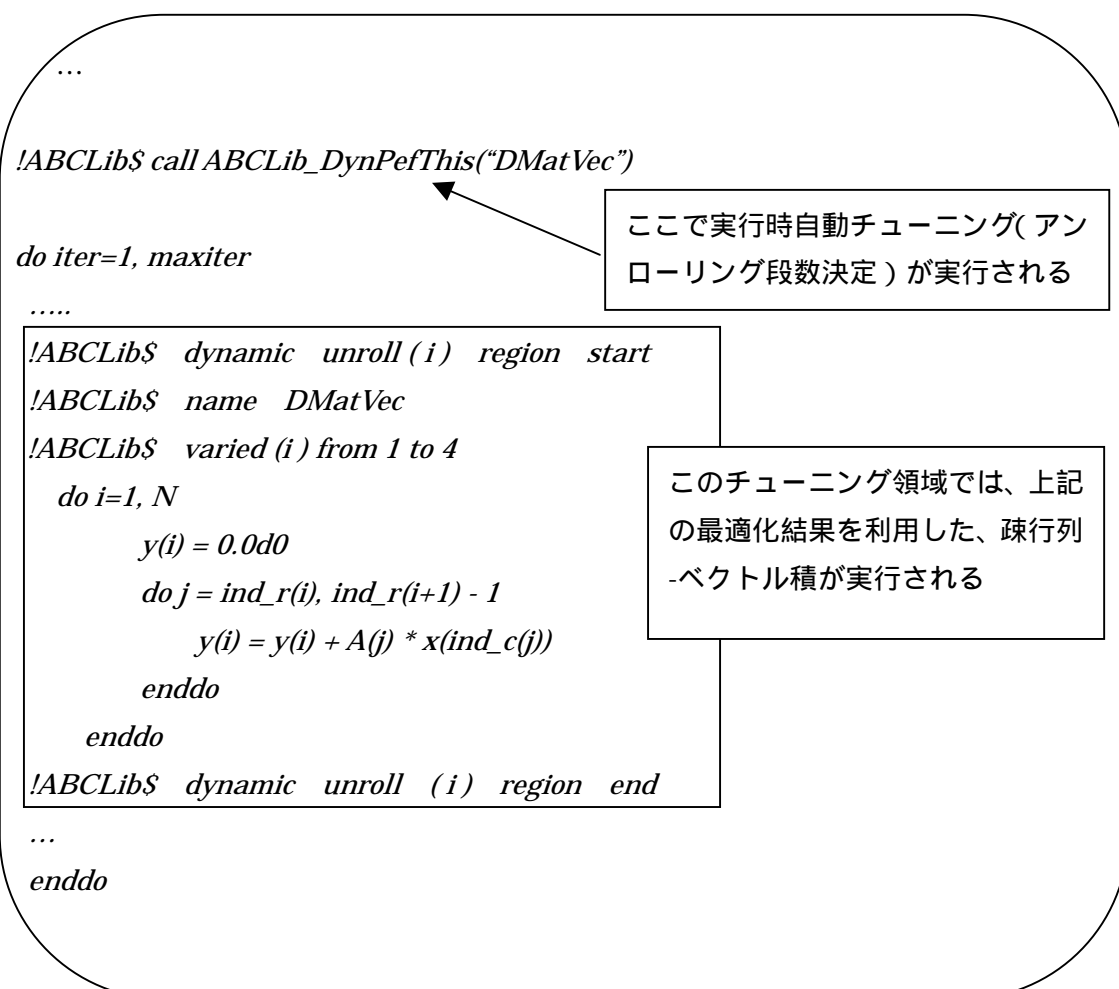 …
!ABCLib$ call ABCLib_DynPefThis(“DMatVec”)
ここで実行時自動チューニング(アン
ローリング段数決定)が実行される
do iter=1, maxiter
…..
!ABCLib$ dynamic unroll (i) region start
!ABCLib$ name DMatVec
!ABCLib$ varied (i) from 1 to 4
do i=1, N
y(i) = 0.0d0
do j = ind_r(i), ind_r(i+1) - 1
y(i) = y(i) + A(j) * x(ind_c(j))
enddo
enddo
!ABCLib$ dynamic unroll (i) region end
このチューニング領域では、上記
の最適化結果を利用した、疎行列
-ベクトル積が実行される
…
enddo